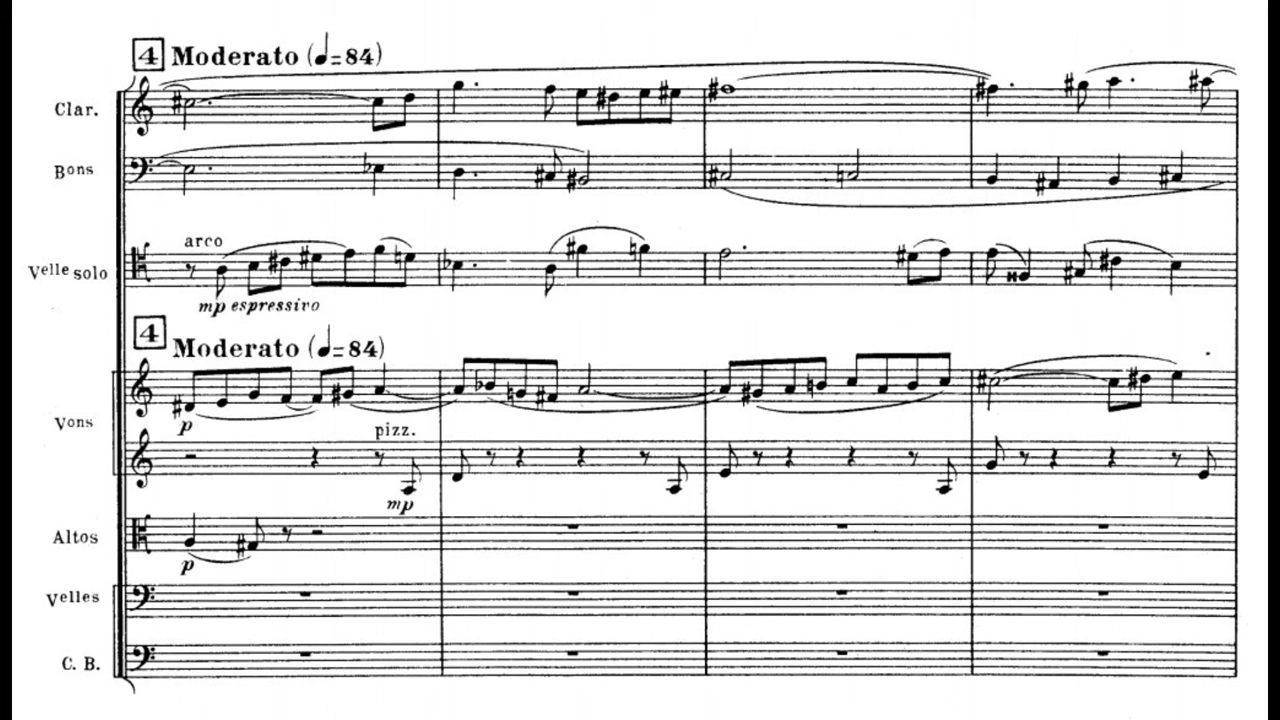 4 Moderato (♩=84)
Clar.
Bons
arco
Velle solo
mp espressivo
4
Moderato (♩=84)
Vons
p
pizz.
mp
Altos
p
Velles
C. B.